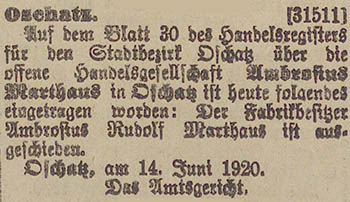 Oschatz. [31511]
Auf dem Blatt 30 des Handelsregisters
für den Stadtbezirk Oschatz über die
offene Handelsgesellschaft Ambrosius
Marthaus in Oschatz ist heute folgendes
eingetragen worden: Der Fabrikbesitzer
Ambrosius Rudolf Marthaus ist aus-
geschieden.
Oschatz, am 14. Juni 1920.
Das Amtsgericht.